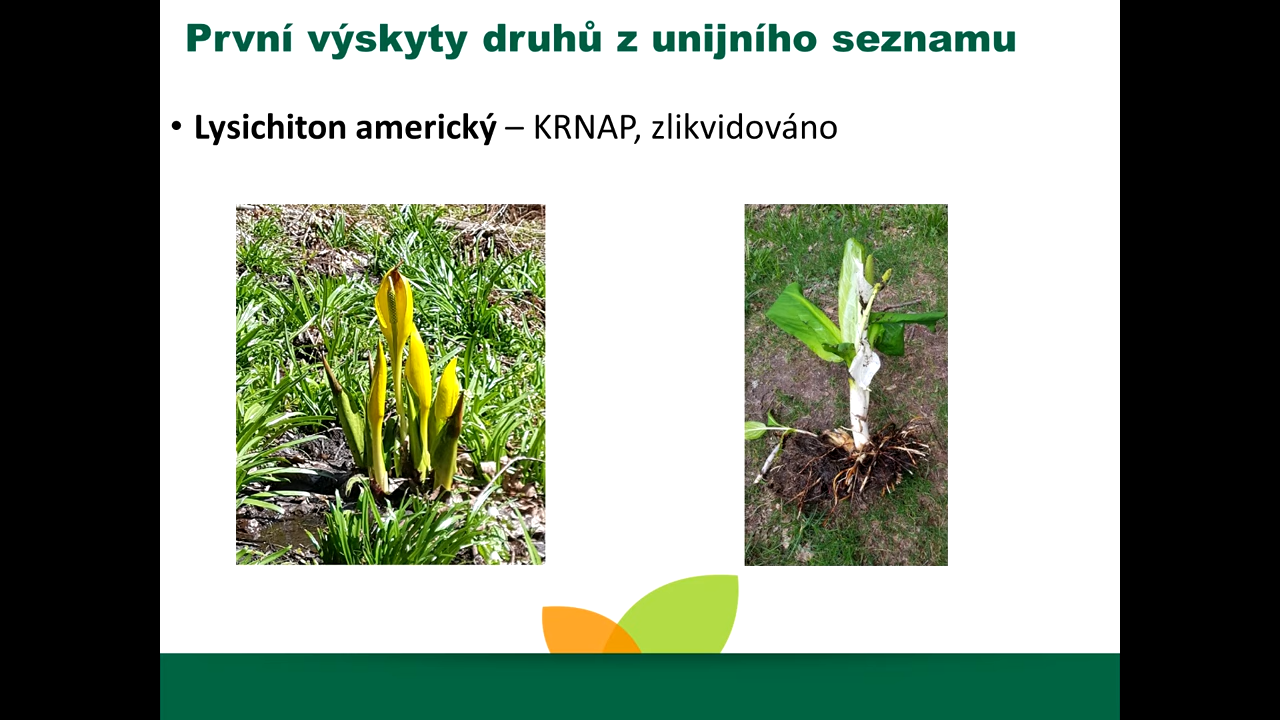 První výskyty druhů z unijního seznamu
• Lysichiton americký – KRNAP, zlikvidováno